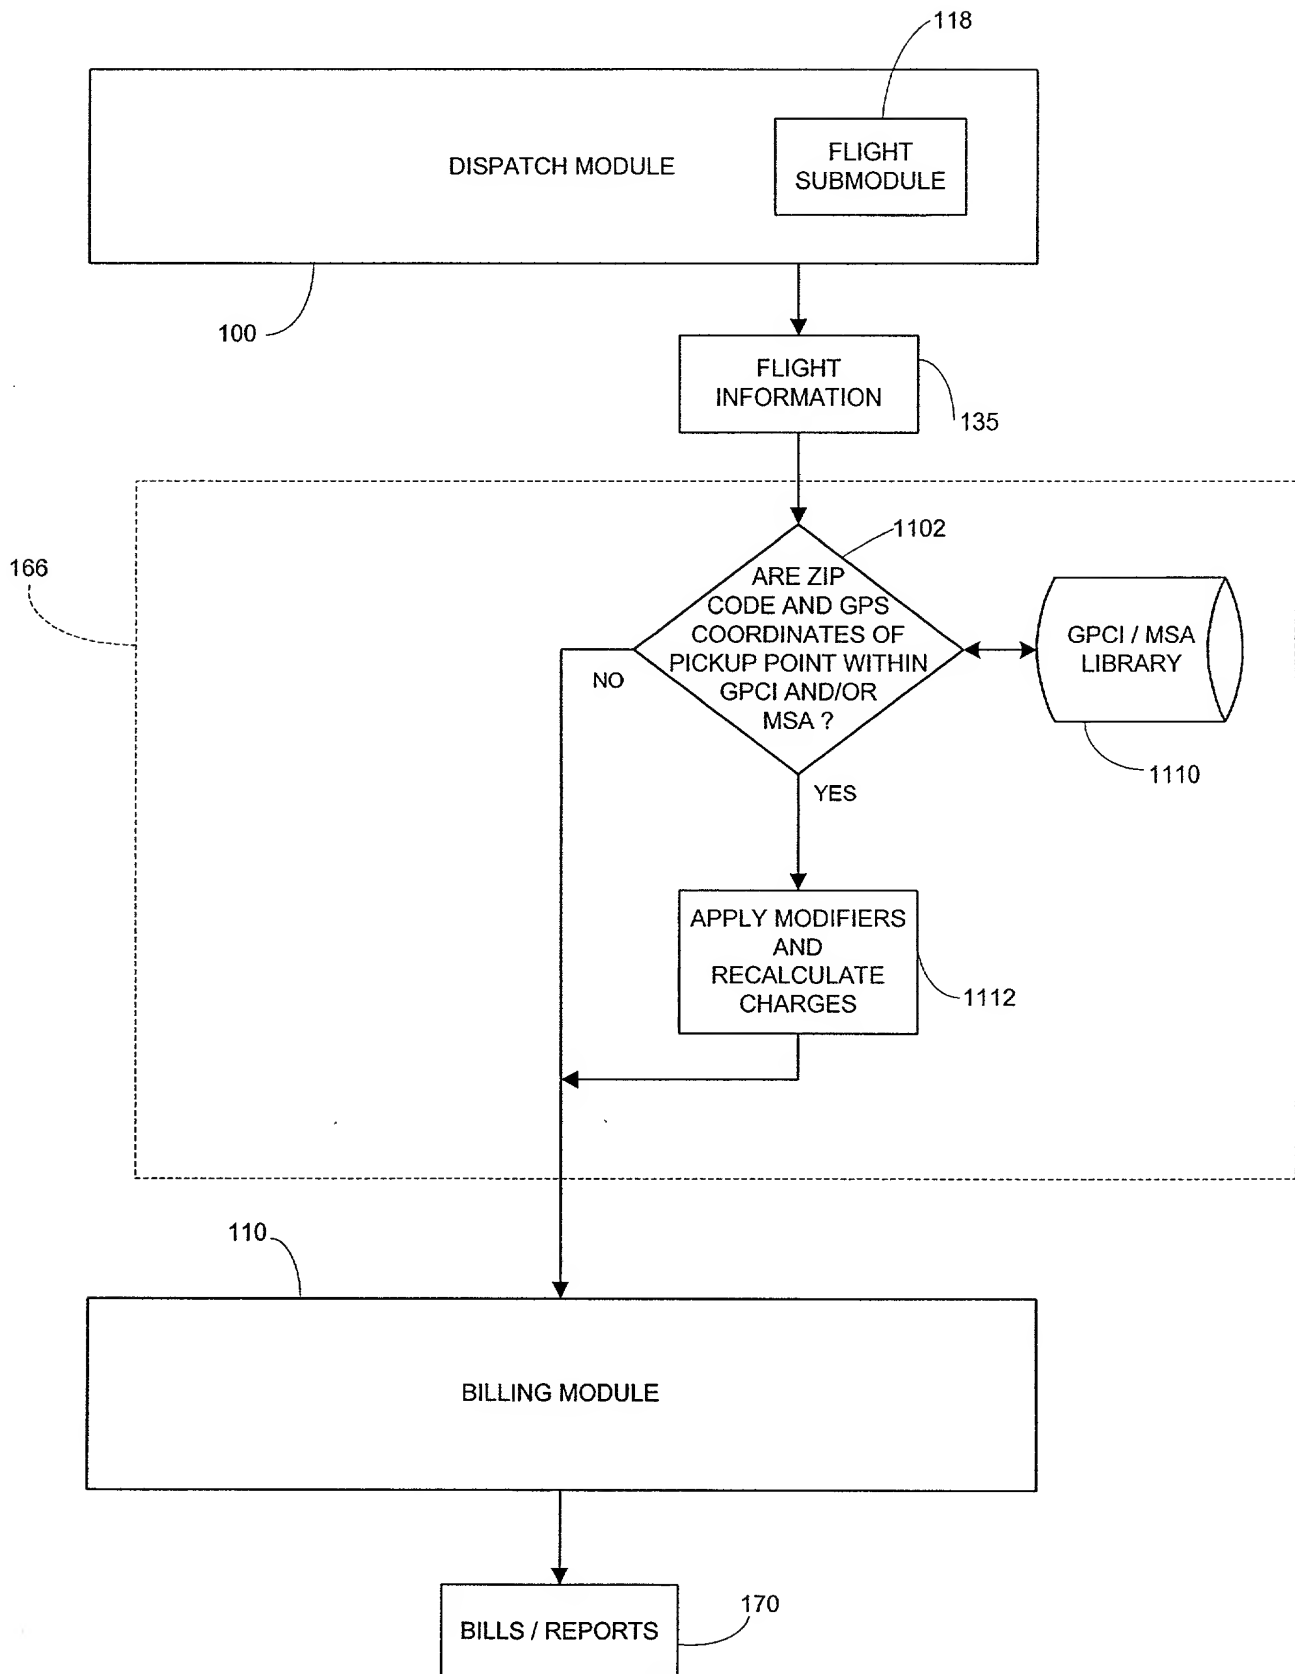 118
DISPATCH MODULE
FLIGHT
SUBMODULE
100
FLIGHT
INFORMATION
135
166
1102
ARE ZIP
CODE AND GPS
COORDINATES OF
PICKUP POINT WITHIN
GPCI AND/OR
MSA ?
GPCI / MSA
LIBRARY
NO
1110
YES
APPLY MODIFIERS
AND
RECALCULATE
CHARGES
1112
110
BILLING MODULE
BILLS / REPORTS
170